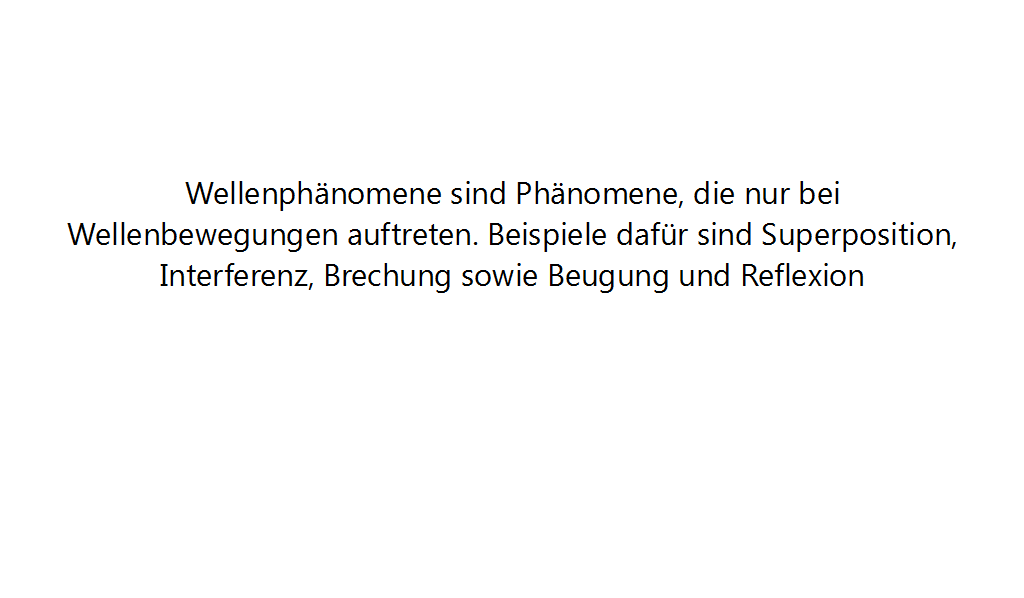 Wellenphänomene sind Phänomene, die nur bei
Wellenbewegungen auftreten. Beispiele dafür sind Superposition,
Interferenz, Brechung sowie Beugung und Reflexion